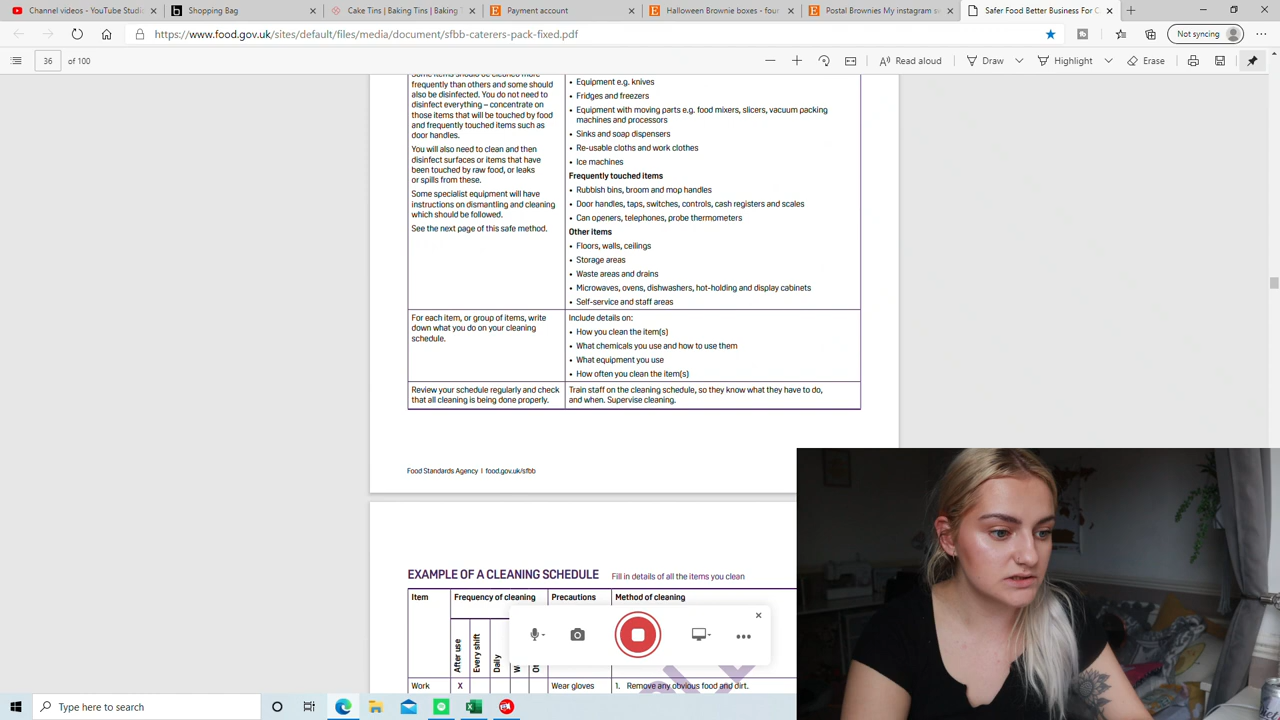 Channel videos - YouTube Studio
Shopping Bag
Cake Tins | Baking Tins | Baking T
Payment account
Halloween Brownie boxes - four
Postal Brownies My instagram is
Safer Food Better Business For C
https://www.food.gov.uk/sites/default/files/media/document/sfbb-caterers-pack-fixed.pdf
Not syncing
36 of 100
Read aloud
Draw
Highlight
Erase
Some items should be cleaned more
frequently than others and some should
also be disinfected. You do not need to
disinfect everything – concentrate on
those items that will be touched by food
and frequently touched items such as
door handles.
You will also need to clean and then
disinfect surfaces or items that have
been touched by raw food, or leaks
or spills from these.
Some specialist equipment will have
instructions on dismantling and cleaning
which should be followed.
See the next page of this safe method.
• Equipment e.g. knives
• Fridges and freezers
• Equipment with moving parts e.g. food mixers, slicers, vacuum packing
machines and processors
• Sinks and soap dispensers
• Re-usable cloths and work clothes
• Ice machines
Frequently touched items
• Rubbish bins, broom and mop handles
• Door handles, taps, switches, controls, cash registers and scales
• Can openers, telephones, probe thermometers
Other items
• Floors, walls, ceilings
• Storage areas
• Waste areas and drains
• Microwaves, ovens, dishwashers, hot-holding and display cabinets
• Self-service and staff areas
For each item, or group of items, write
down what you do on your cleaning
schedule.
Include details on:
• How you clean the item(s)
• What chemicals you use and how to use them
• What equipment you use
• How often you clean the item(s)
Review your schedule regularly and check
that all cleaning is being done properly.
Train staff on the cleaning schedule, so they know what they have to do,
and when. Supervise cleaning.
Food Standards Agency | food.gov.uk/sfbb
EXAMPLE OF A CLEANING SCHEDULE
Fill in details of all the items you clean
Item
Frequency of cleaning
Precautions
Method of cleaning
After use
Every shift
Daily
Work
X
Wear gloves
1. Remove any obvious food and dirt.
Type here to search